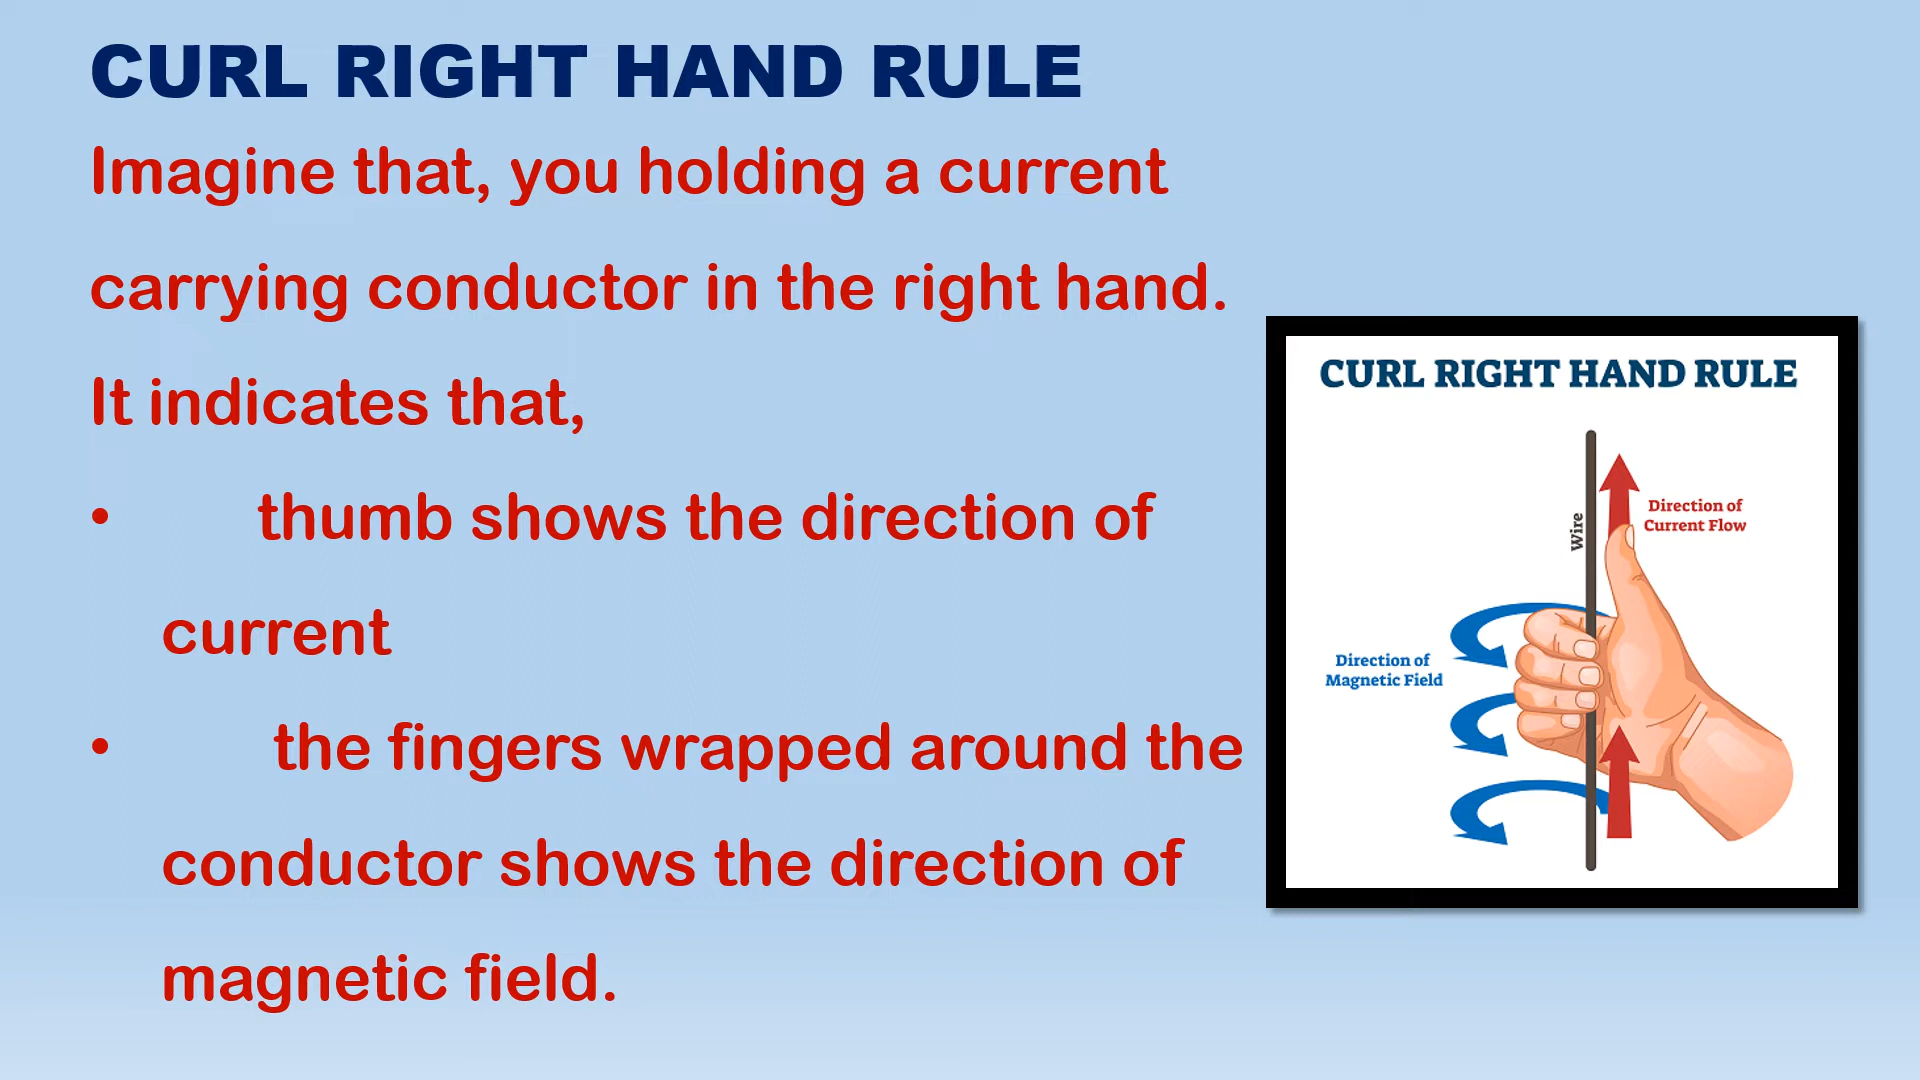 CURL RIGHT HAND RULE
Imagine that, you holding a current
carrying conductor in the right hand.
It indicates that,
• thumb shows the direction of
current
• the fingers wrapped around the
conductor shows the direction of
magnetic field.
CURL RIGHT HAND RULE
Wire
Direction of
Current Flow
Direction of
Magnetic Field